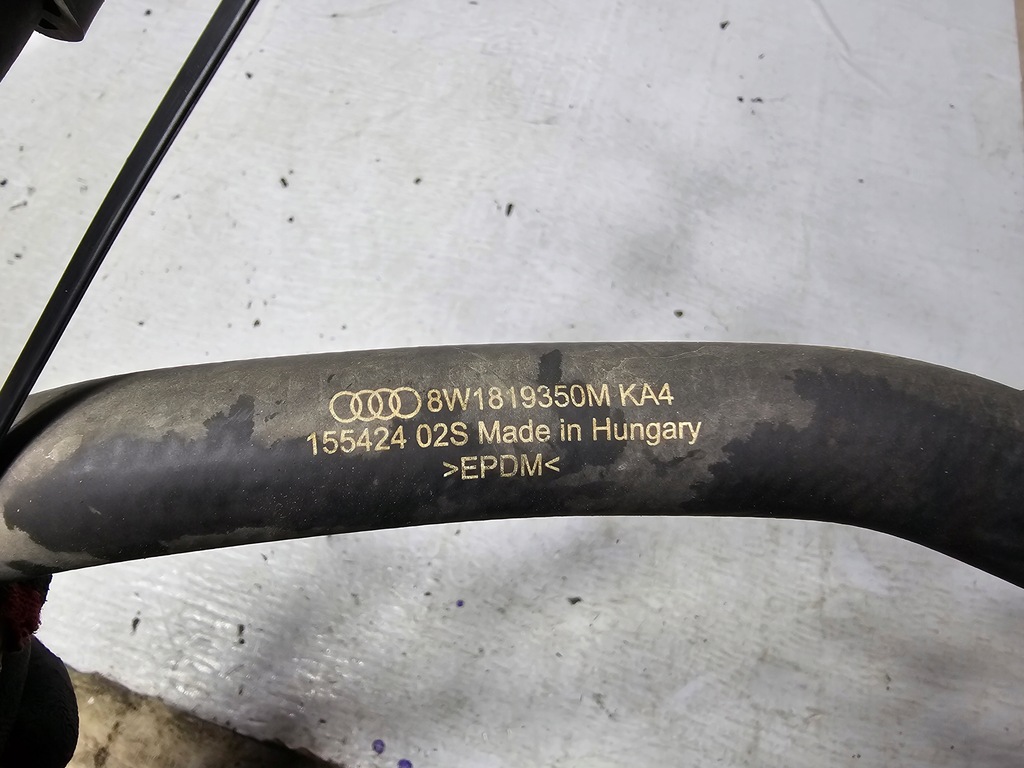 8W1819350M KA4
155424 02S Made in Hungary
>EPDM<